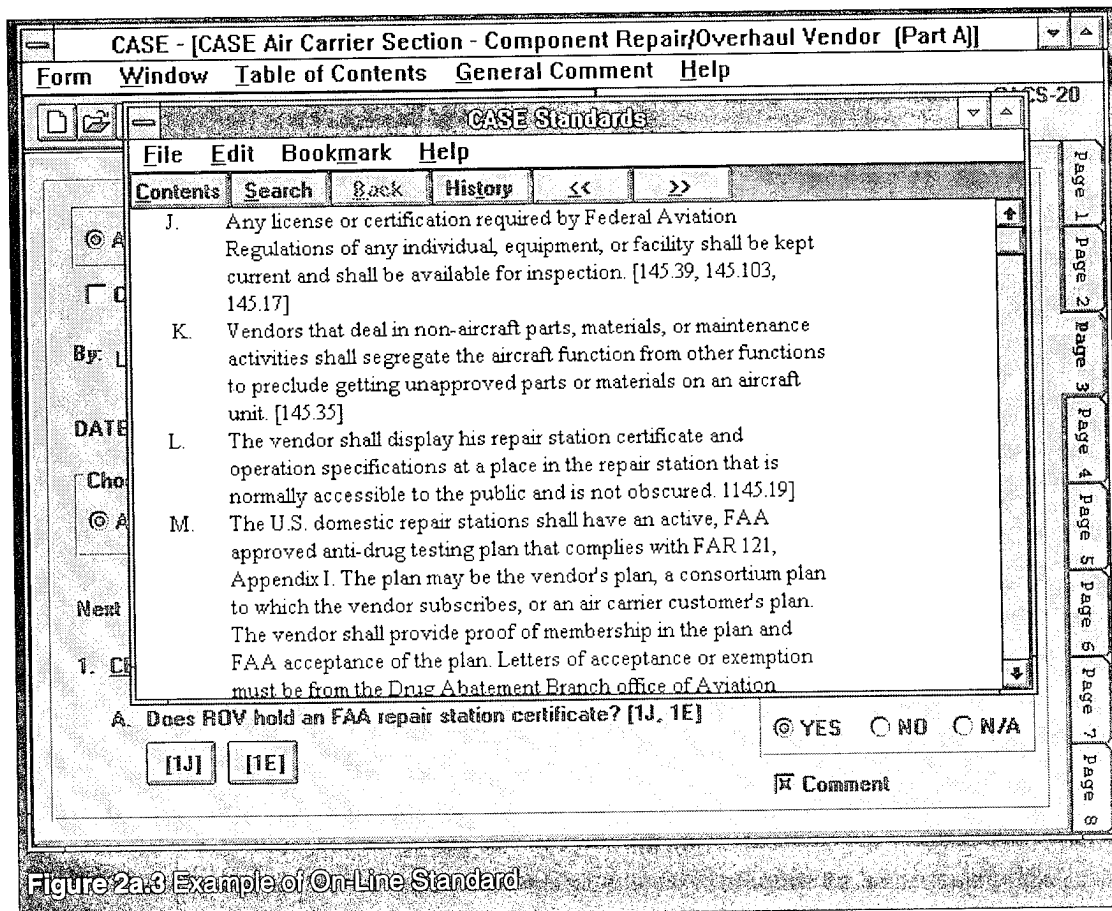 CASE - [CASE Air Carrier Section - Component Repair/Overhaul Vendor (Part A)]
Form Window Table of Contents General Comment Help
CS-20
CASE Standards
File Edit Bookmark Help
Contents Search Back History << >>
J. Any license or certification required by Federal Aviation
Regulations of any individual, equipment, or facility shall be kept
current and shall be available for inspection. [145.39, 145.103,
145.17]
K. Vendors that deal in non-aircraft parts, materials, or maintenance
activities shall segregate the aircraft function from other functions
to preclude getting unapproved parts or materials on an aircraft
unit. [145.35]
L. The vendor shall display his repair station certificate and
operation specifications at a place in the repair station that is
normally accessible to the public and is not obscured. 1145.19]
M. The U.S. domestic repair stations shall have an active, FAA
approved anti-drug testing plan that complies with FAR 121,
Appendix I. The plan may be the vendor's plan, a consortium plan
to which the vendor subscribes, or an air carrier customer's plan.
The vendor shall provide proof of membership in the plan and
FAA acceptance of the plan. Letters of acceptance or exemption
must be from the Drug Abatement Branch office of Aviation
A
By: L
DATE
Cho
A
Next
1.
A. Does ROV hold an FAA repair station certificate? [1J, 1E]
[1J] [1E]
YES NO N/A
Comment
Page 1
Page 2
Page 3
Page 4
Page 5
Page 6
Page 7
Page 8
Figure 2a.3 Example of On-Line Standard